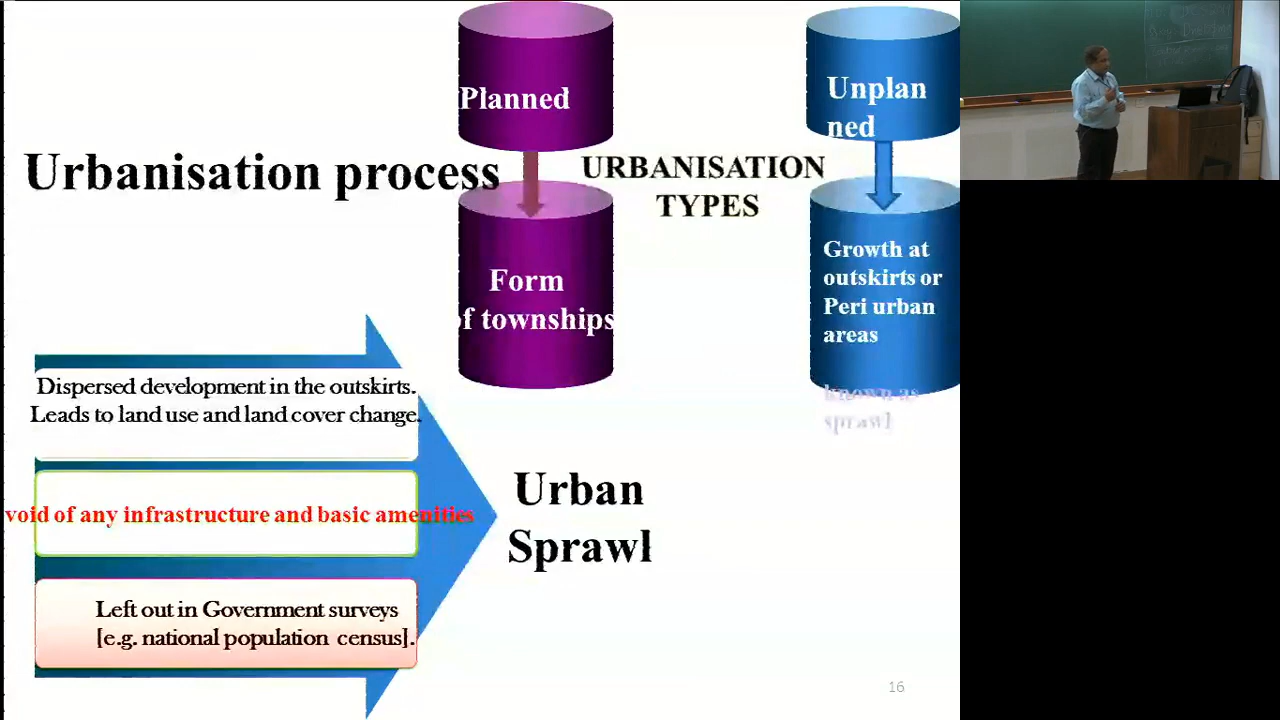 Planned
Unplan
ned
Urbanisation process
URBANISATION
TYPES
Form
of townships
Growth at
outskirts or
Peri urban
areas
known as
sprawl
Dispersed development in the outskirts.
Leads to land use and land cover change.
void of any infrastructure and basic amenities
Left out in Government surveys
[e.g. national population census].
Urban
Sprawl
16